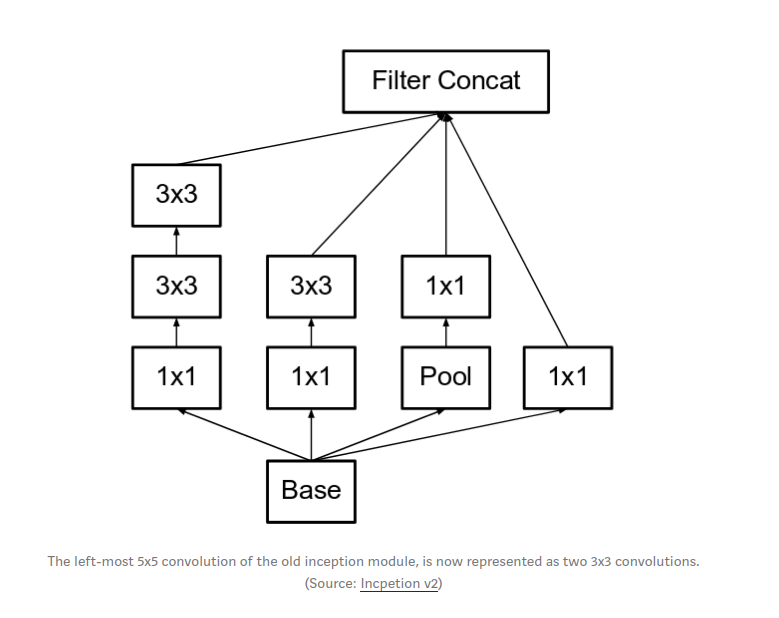 Filter Concat
3x3
3x3 3x3 1x1
1x1 1x1 Pool 1x1
Base
The left-most 5x5 convolution of the old inception module, is now represented as two 3x3 convolutions.
(Source: Incpetion v2)